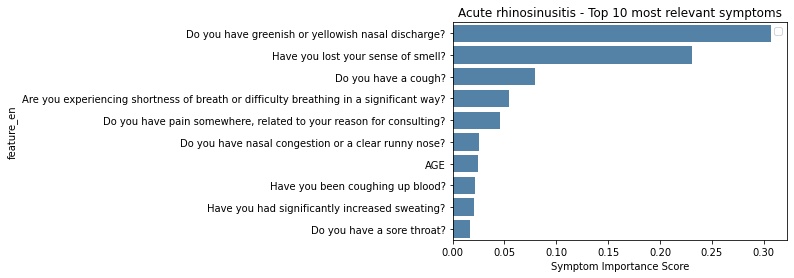 Acute rhinosinusitis - Top 10 most relevant symptoms
Do you have greenish or yellowish nasal discharge?
Have you lost your sense of smell?
Do you have a cough?
Are you experiencing shortness of breath or difficulty breathing in a significant way?
Do you have pain somewhere, related to your reason for consulting?
Do you have nasal congestion or a clear runny nose?
AGE
Have you been coughing up blood?
Have you had significantly increased sweating?
Do you have a sore throat?
feature_en
0.00 0.05 0.10 0.15 0.20 0.25 0.30
Symptom Importance Score